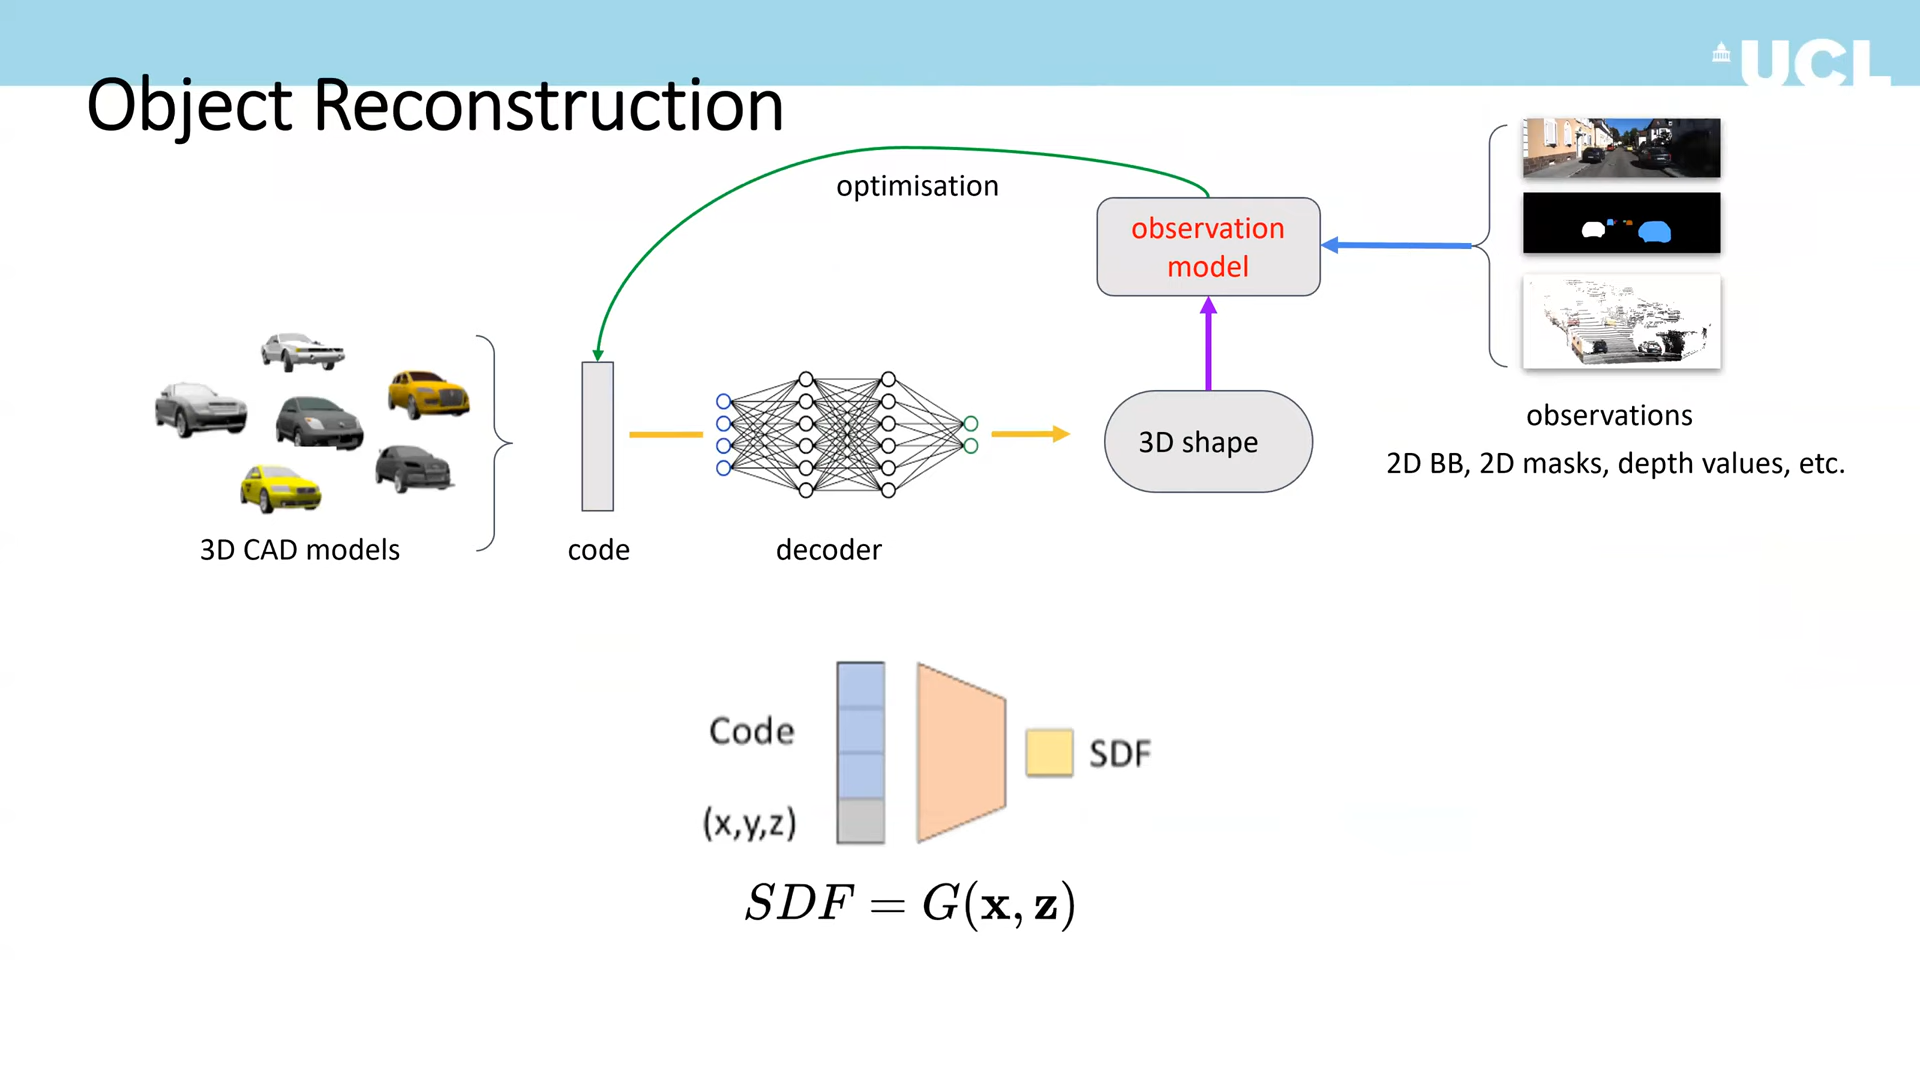 UCL
Object Reconstruction
optimisation
observation
model
3D shape
observations
2D BB, 2D masks, depth values, etc.
3D CAD models
code
decoder
Code
(x,y,z)
SDF
SDF = G(x, z)